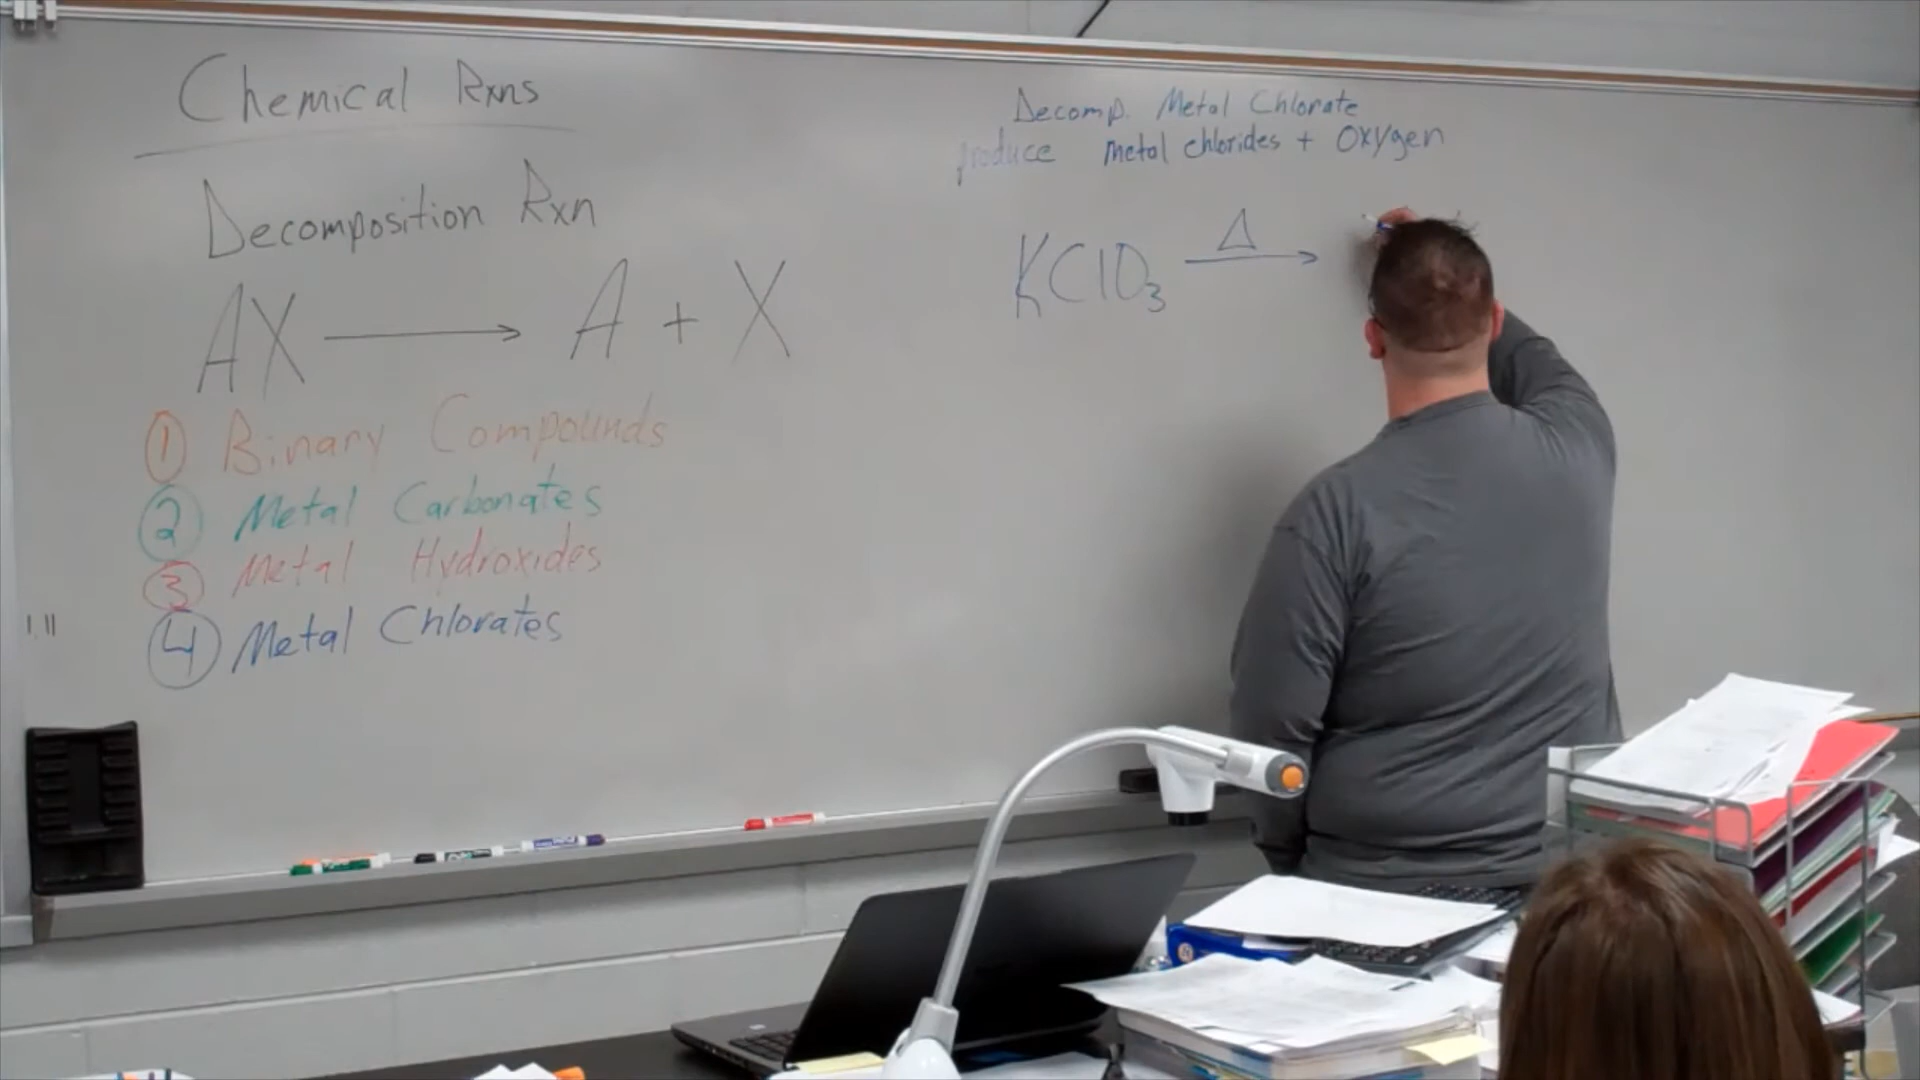 Chemical Rxns
Decomposition Rxn
AX ⟶ A + X
① Binary Compounds
② Metal Carbonates
③ Metal Hydroxides
④ Metal Chlorates
Decomp. Metal Chlorate
produce metal chlorides + Oxygen
KClO₃ —Δ→